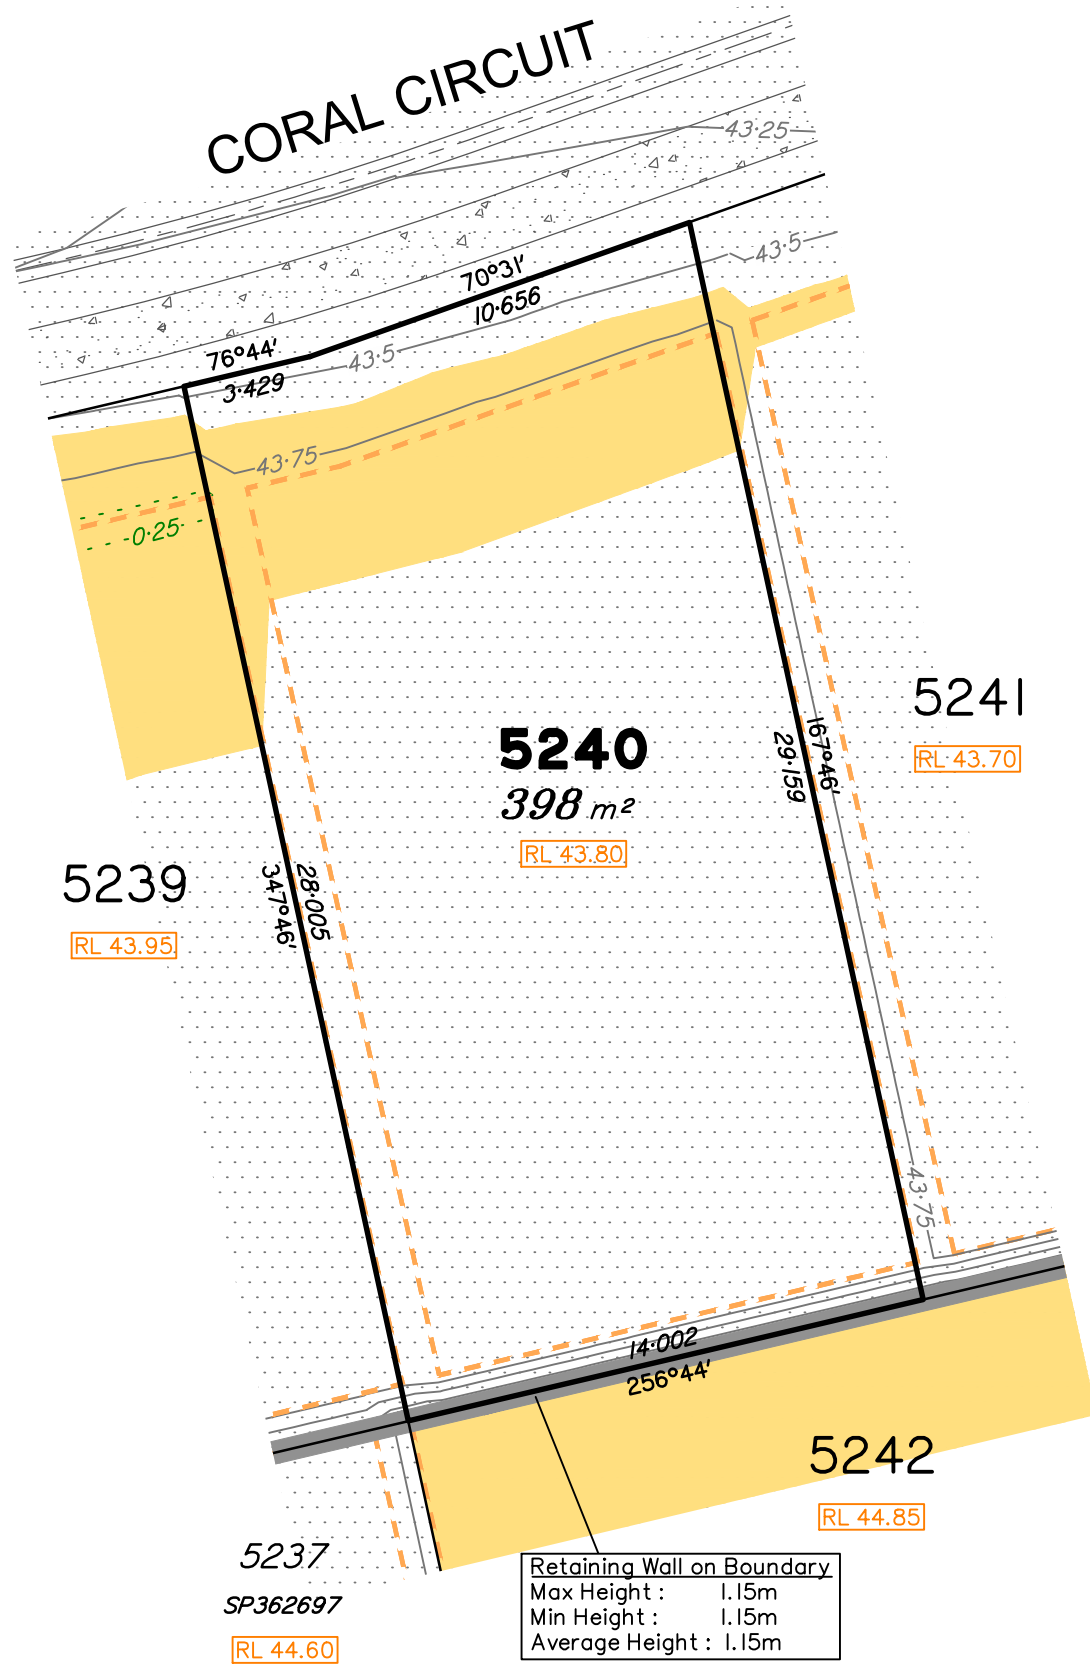 CORAL CIRCUIT
43·25
43·5
70°31'
10·656
76°44'
3·429
43·5
43·75
0·25
5241
RL 43.70
5240
398 m²
RL 43.80
167°46'
29·159
5239
RL 43.95
28·005
347°46'
43·75
14·002
256°44'
5242
RL 44.85
5237
SP362697
RL 44.60
Retaining Wall on Boundary
Max Height : 1.15m
Min Height : 1.15m
Average Height : 1.15m